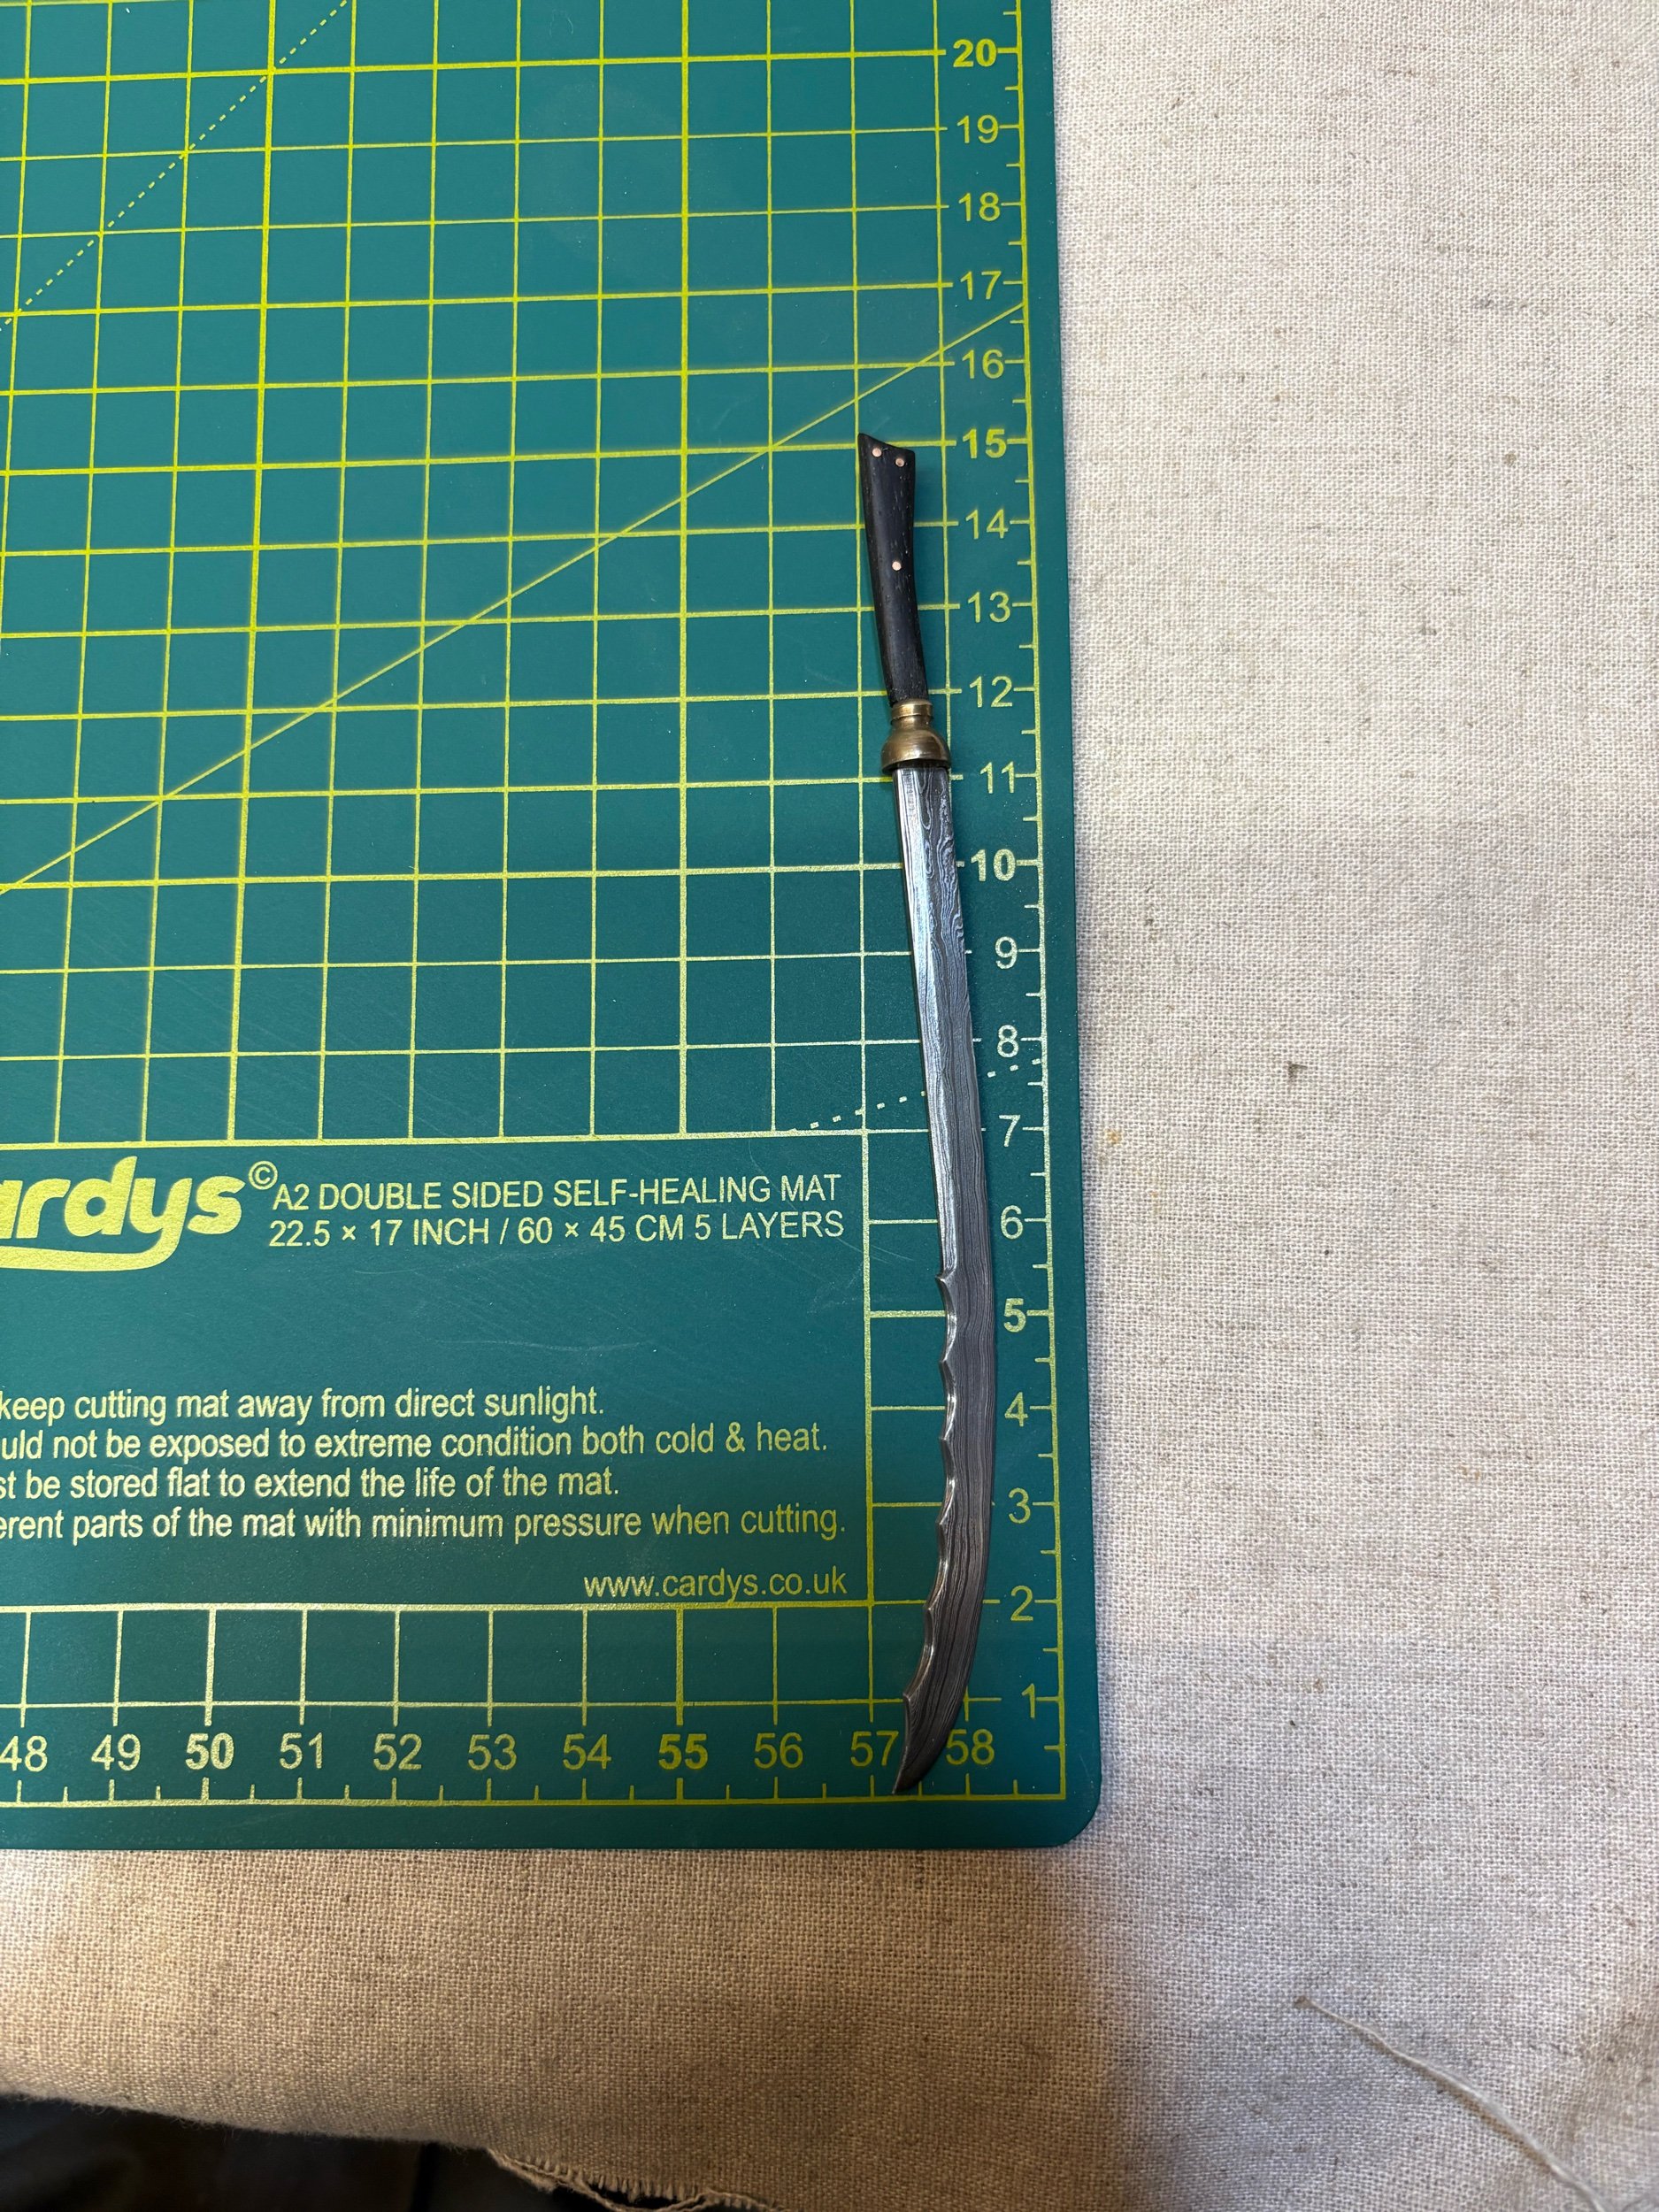 20
19
18
17
16
15
14
13
12
11
10
9
8
7
ardys© A2 DOUBLE SIDED SELF-HEALING MAT
22.5 × 17 INCH / 60 × 45 CM 5 LAYERS
6
5
keep cutting mat away from direct sunlight.
4
uld not be exposed to extreme condition both cold & heat.
st be stored flat to extend the life of the mat.
erent parts of the mat with minimum pressure when cutting.
3
www.cardys.co.uk
2
1
48 49 50 51 52 53 54 55 56 57 58